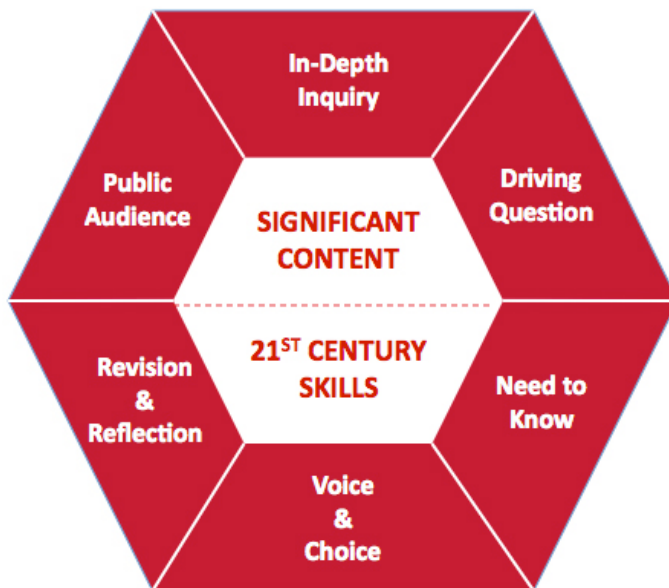 In-Depth
Inquiry
Driving
Question
Need to
Know
Voice
&
Choice
Revision
&
Reflection
Public
Audience
SIGNIFICANT
CONTENT
21ST CENTURY
SKILLS